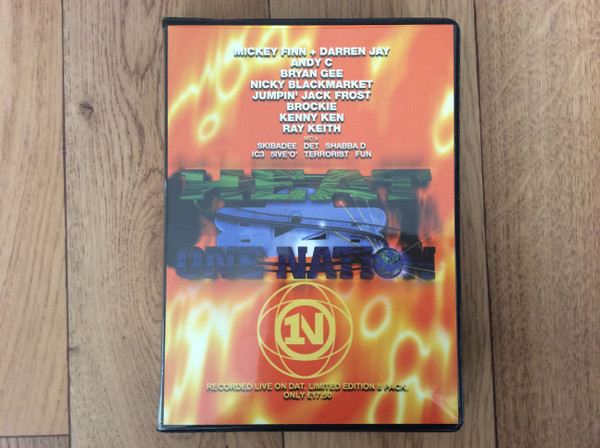 MICKEY FINN + DARREN JAY
ANDY C
BRYAN GEE
NICKY BLACKMARKET
JUMPIN' JACK FROST
BROCKIE
KENNY KEN
RAY KEITH
MC's
SKIBADEE DET SHABBA.D
IC3 5IVE'O' TERRORIST FUN
HEAT
ONE NATION
1N
RECORDED LIVE ON DAT. LIMITED EDITION 8 PACK.
ONLY £17.50